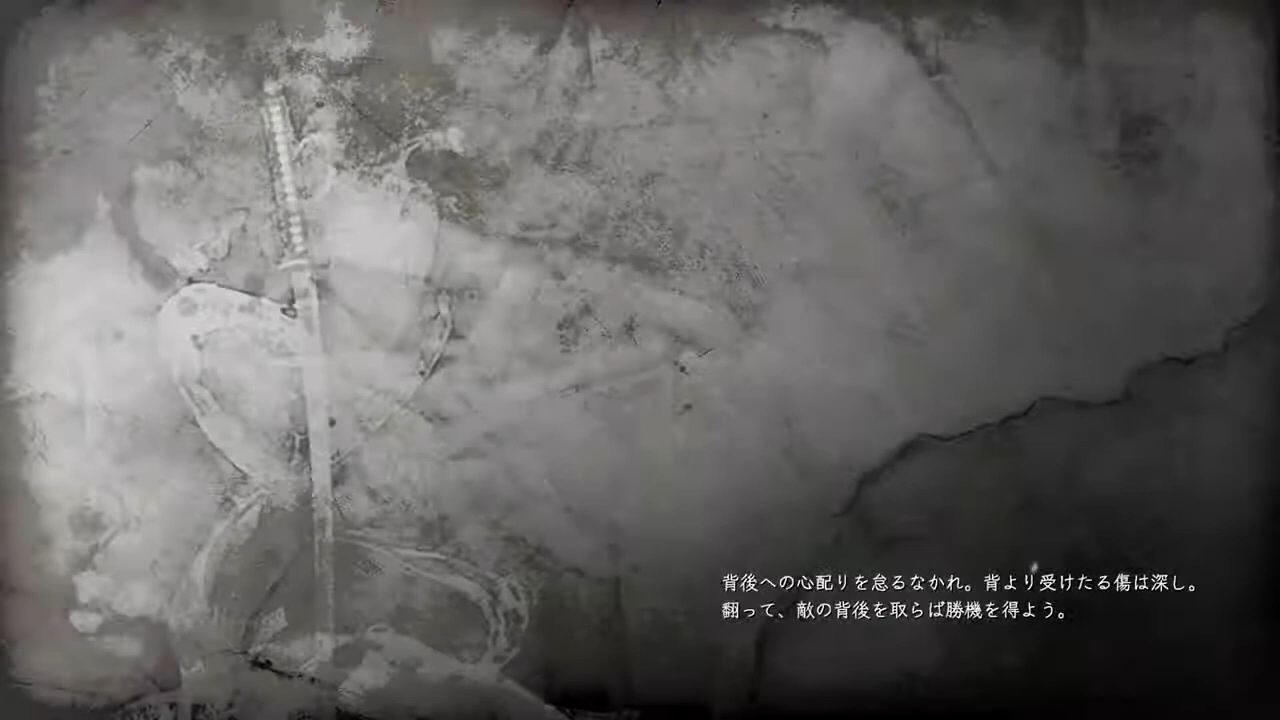 背後への心配りを怠るなかれ。背より受けたる傷は深し。
翻って、敵の背後を取らば勝機を得よう。